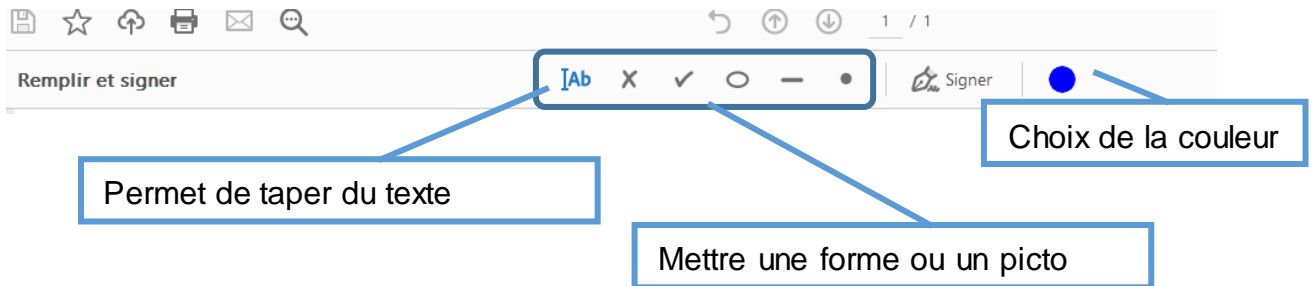 1 / 1
Remplir et signer
Ab
Signer
Choix de la couleur
Permet de taper du texte
Mettre une forme ou un picto